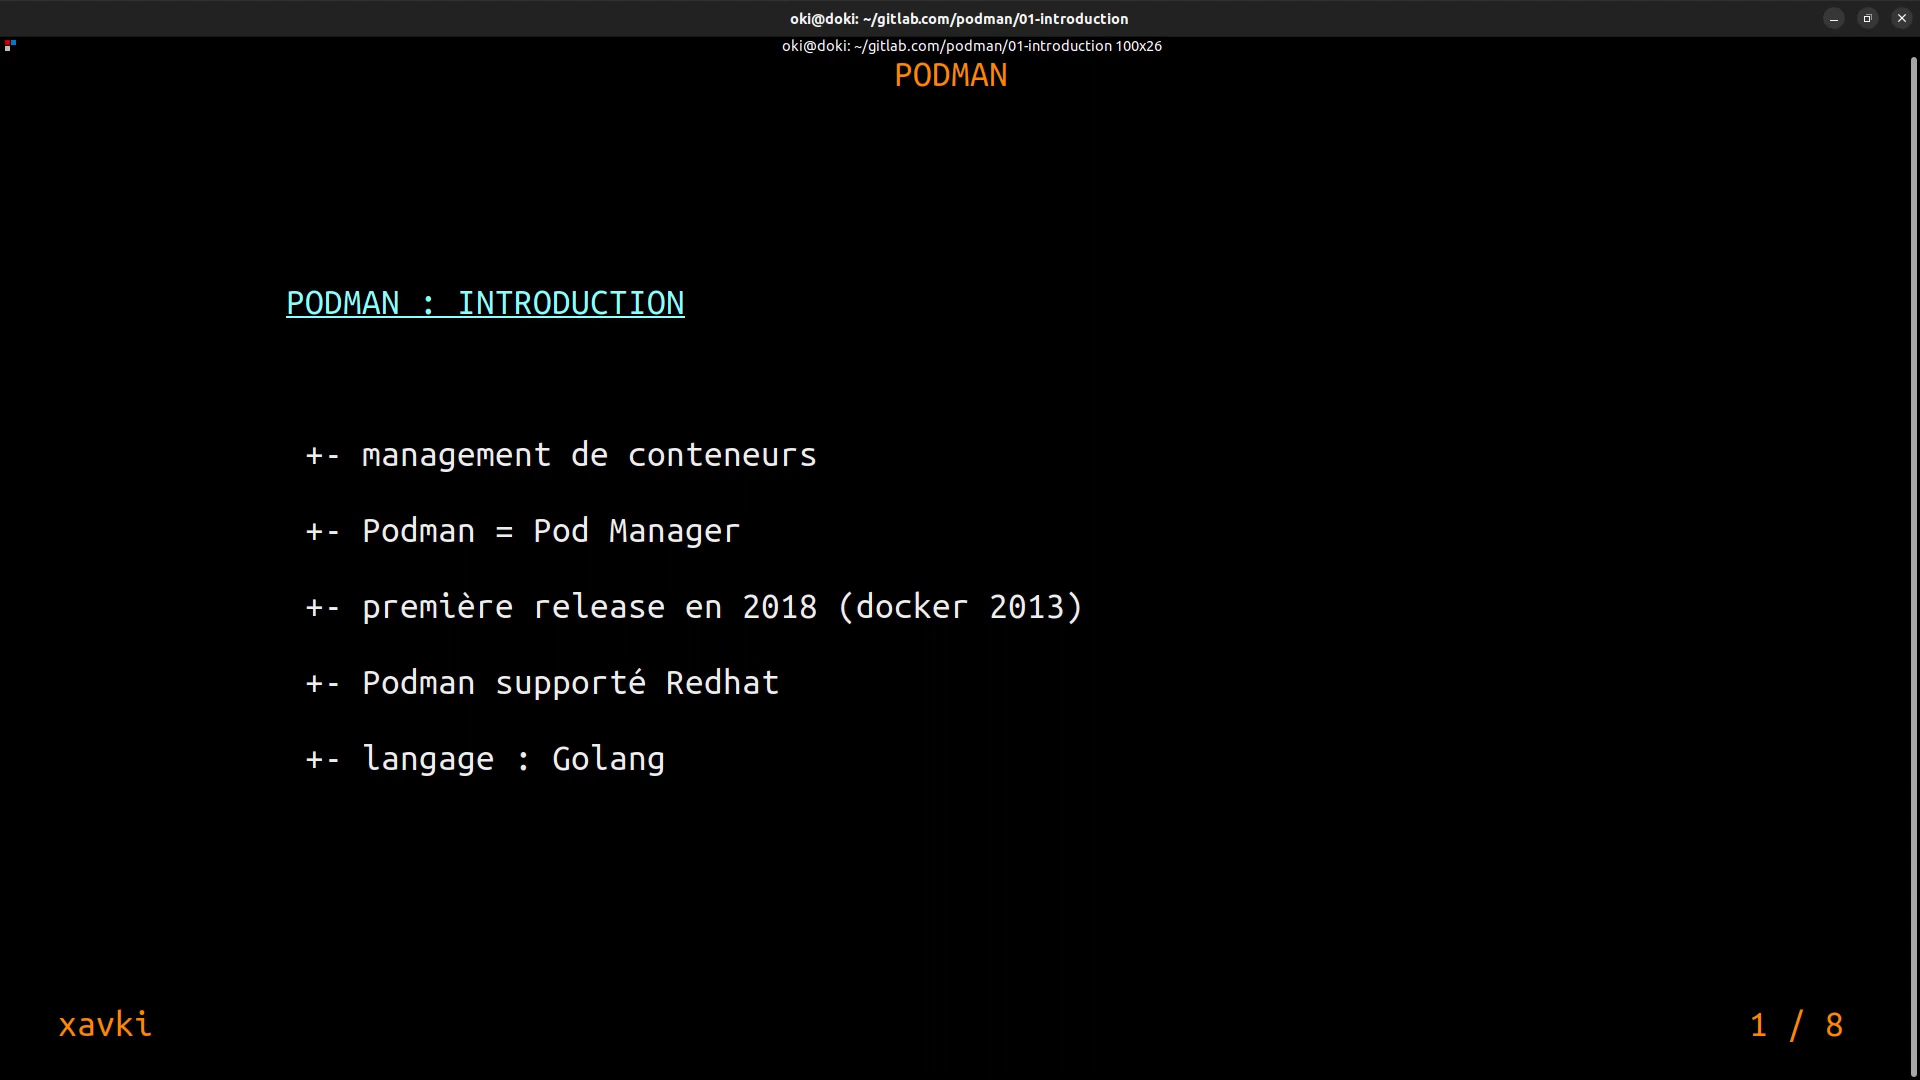 oki@doki: ~/gitlab.com/podman/01-introduction
oki@doki: ~/gitlab.com/podman/01-introduction 100x26
PODMAN
PODMAN : INTRODUCTION
+- management de conteneurs
+- Podman = Pod Manager
+- première release en 2018 (docker 2013)
+- Podman supporté Redhat
+- langage : Golang
xavki
1 / 8